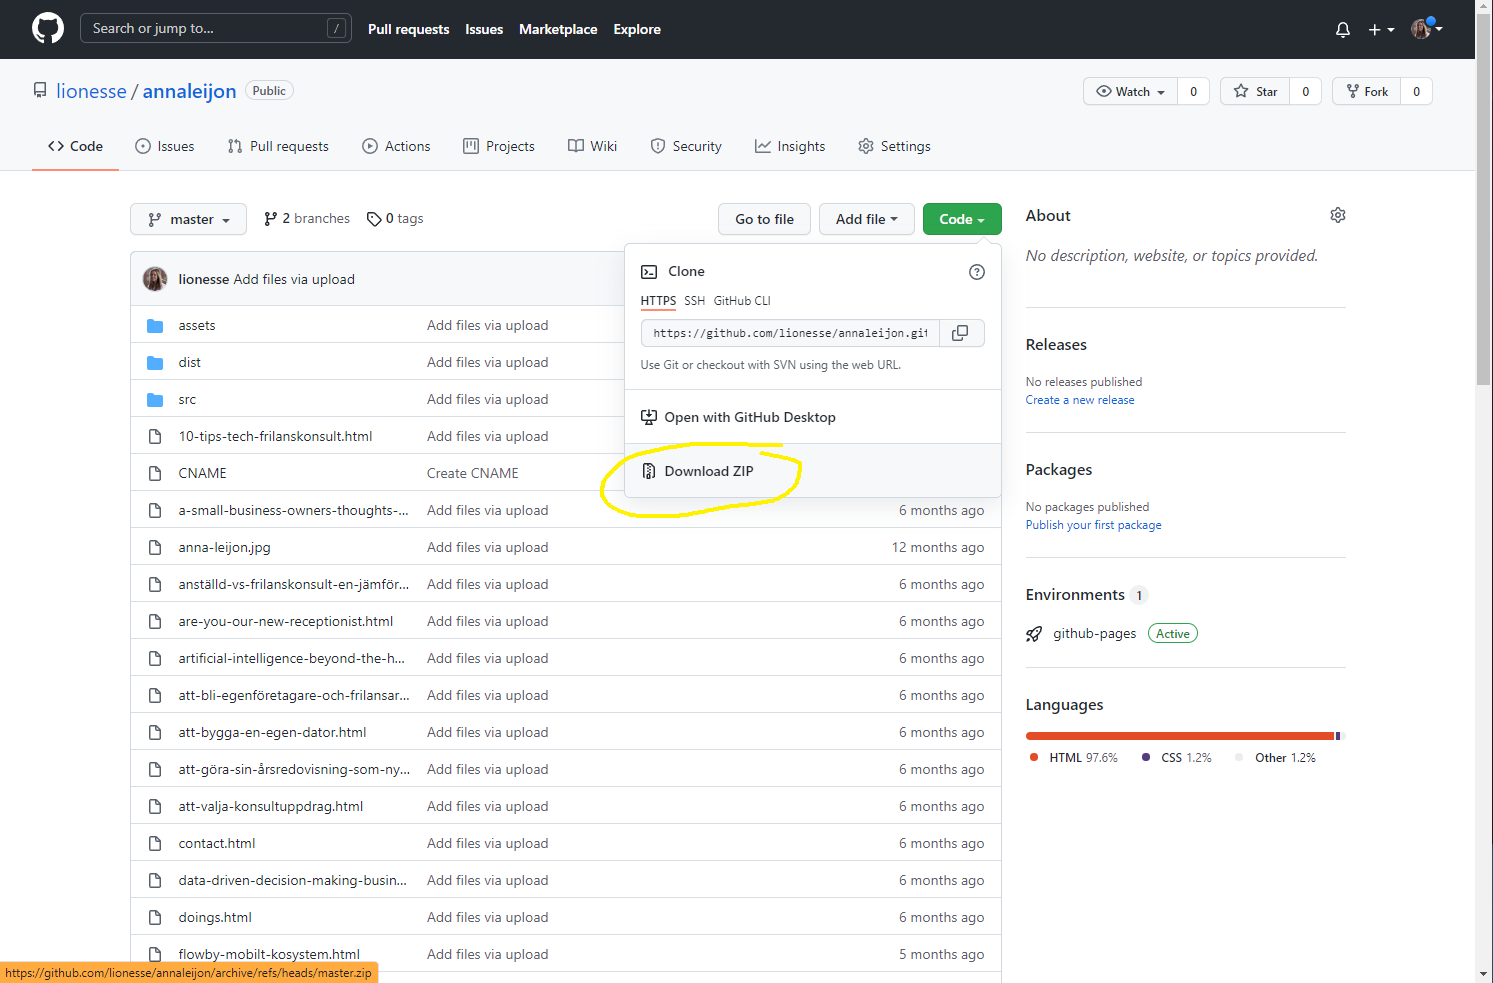 Search or jump to... /
Pull requests Issues Marketplace Explore
lionesse / annaleijon Public
Watch 0 Star 0 Fork 0
Code Issues Pull requests Actions Projects Wiki Security Insights Settings
master 2 branches 0 tags
Go to file Add file Code
lionesse Add files via upload
assets Add files via upload
dist Add files via upload
src Add files via upload
10-tips-tech-frilanskonsult.html Add files via upload
CNAME Create CNAME
a-small-business-owners-thoughts-... Add files via upload 6 months ago
anna-leijon.jpg Add files via upload 12 months ago
anställd-vs-frilanskonsult-en-jämför... Add files via upload 6 months ago
are-you-our-new-receptionist.html Add files via upload 6 months ago
artificial-intelligence-beyond-the-h... Add files via upload 6 months ago
att-bli-egenföretagare-och-frilansar... Add files via upload 6 months ago
att-bygga-en-egen-dator.html Add files via upload 6 months ago
att-göra-sin-årsredovisning-som-ny... Add files via upload 6 months ago
att-valja-konsultuppdrag.html Add files via upload 6 months ago
contact.html Add files via upload 6 months ago
data-driven-decision-making-busin... Add files via upload 6 months ago
doings.html Add files via upload 6 months ago
flowby-mobilt-kosystem.html Add files via upload 5 months ago
Clone
HTTPS SSH GitHub CLI
https://github.com/lionesse/annaleijon.git
Use Git or checkout with SVN using the web URL.
Open with GitHub Desktop
Download ZIP
About
No description, website, or topics provided.
Releases
No releases published
Create a new release
Packages
No packages published
Publish your first package
Environments 1
github-pages Active
Languages
HTML 97.6% CSS 1.2% Other 1.2%
https://github.com/lionesse/annaleijon/archive/refs/heads/master.zip